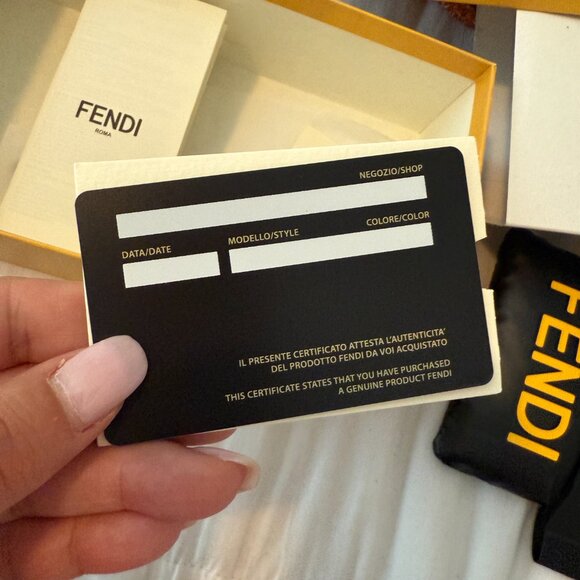 FENDI
ROMA
NEGOZIO/SHOP
DATA/DATE
MODELLO/STYLE
COLORE/COLOR
IL PRESENTE CERTIFICATO ATTESTA L'AUTENTICITA'
DEL PRODOTTO FENDI DA VOI ACQUISTATO
THIS CERTIFICATE STATES THAT YOU HAVE PURCHASED
A GENUINE PRODUCT FENDI
FENDI